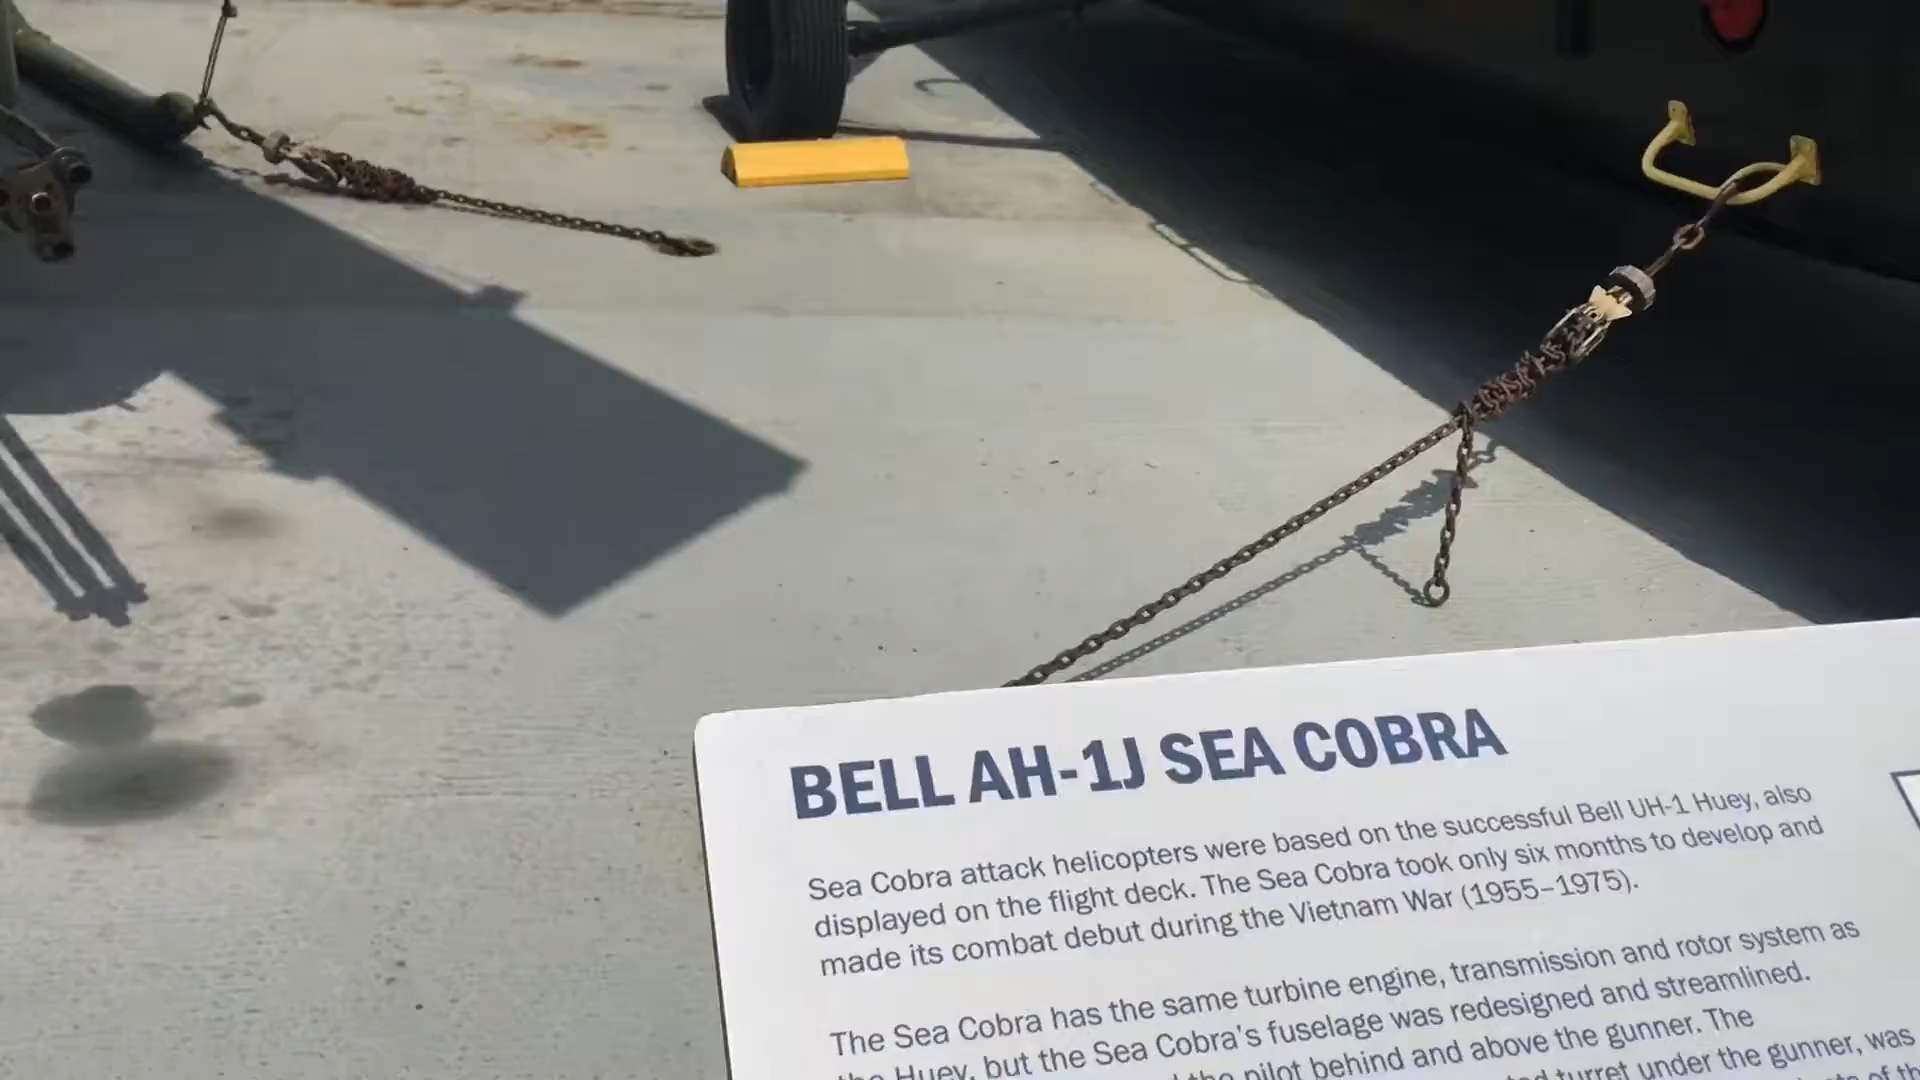 BELL AH-1J SEA COBRA
Sea Cobra attack helicopters were based on the successful Bell UH-1 Huey, also
displayed on the flight deck. The Sea Cobra took only six months to develop and
made its combat debut during the Vietnam War (1955–1975).
The Sea Cobra has the same turbine engine, transmission and rotor system as
the Huey, but the Sea Cobra's fuselage was redesigned and streamlined.
the pilot behind and above the gunner. The
turret under the gunner, was
of the